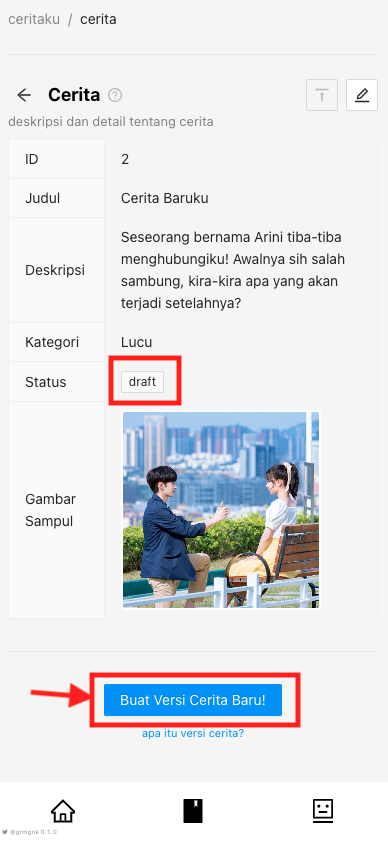 ceritaku / cerita
Cerita
deskripsi dan detail tentang cerita
ID 2
Judul Cerita Baruku
Deskripsi Seseorang bernama Arini tiba-tiba
menghubungiku! Awalnya sih salah
sambung, kira-kira apa yang akan
terjadi setelahnya?
Kategori Lucu
Status draft
Gambar
Sampul
Buat Versi Cerita Baru!
apa itu versi cerita?
@grmgnk 0.1.0